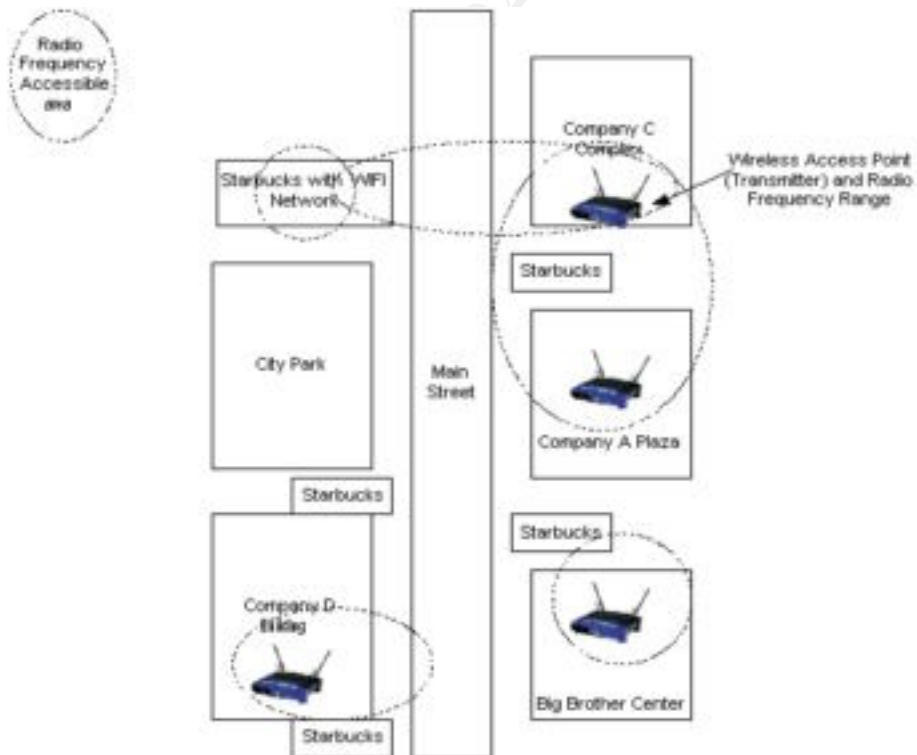 Radio
Frequency
Accessible
area
Company C
Complex
Wireless Access Point
(Transmitter) and Radio
Frequency Range
Starbucks with WIFI
Network
Starbucks
City Park
Main
Street
Company A Plaza
Starbucks
Starbucks
Company D
Big Brother Center
Starbucks